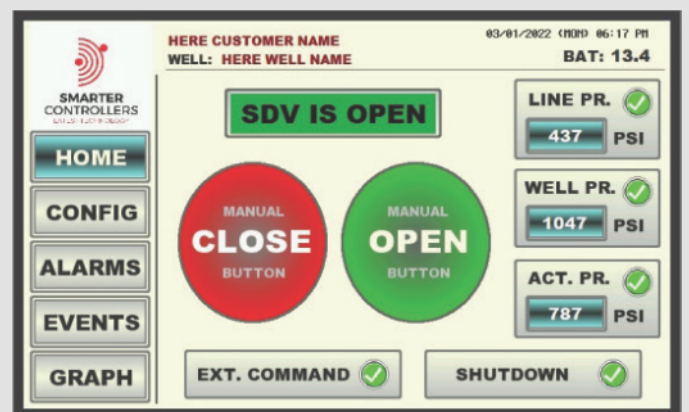 HERE CUSTOMER NAME
WELL: HERE WELL NAME
03/01/2022 (MON) 06:17 PM
BAT: 13.4
SMARTER
CONTROLLERS
LATEST TECHNOLOGY
HOME
CONFIG
ALARMS
EVENTS
GRAPH
SDV IS OPEN
MANUAL
CLOSE
BUTTON
MANUAL
OPEN
BUTTON
LINE PR.
437 PSI
WELL PR.
1047 PSI
ACT. PR.
787 PSI
EXT. COMMAND
SHUTDOWN